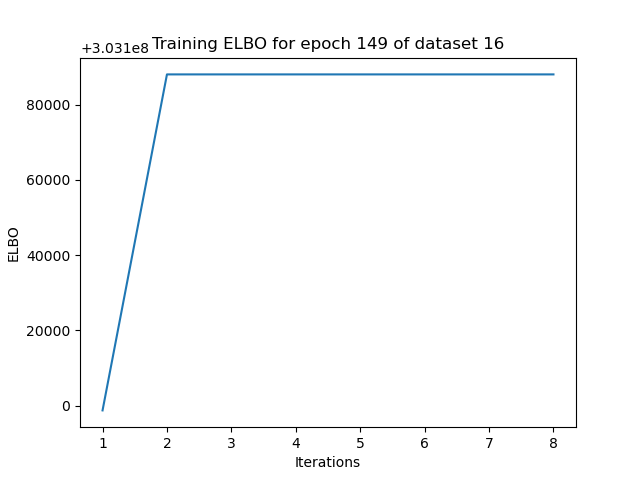 +3.031e8
Training ELBO for epoch 149 of dataset 16
80000
60000
40000
20000
0
ELBO
1 2 3 4 5 6 7 8
Iterations